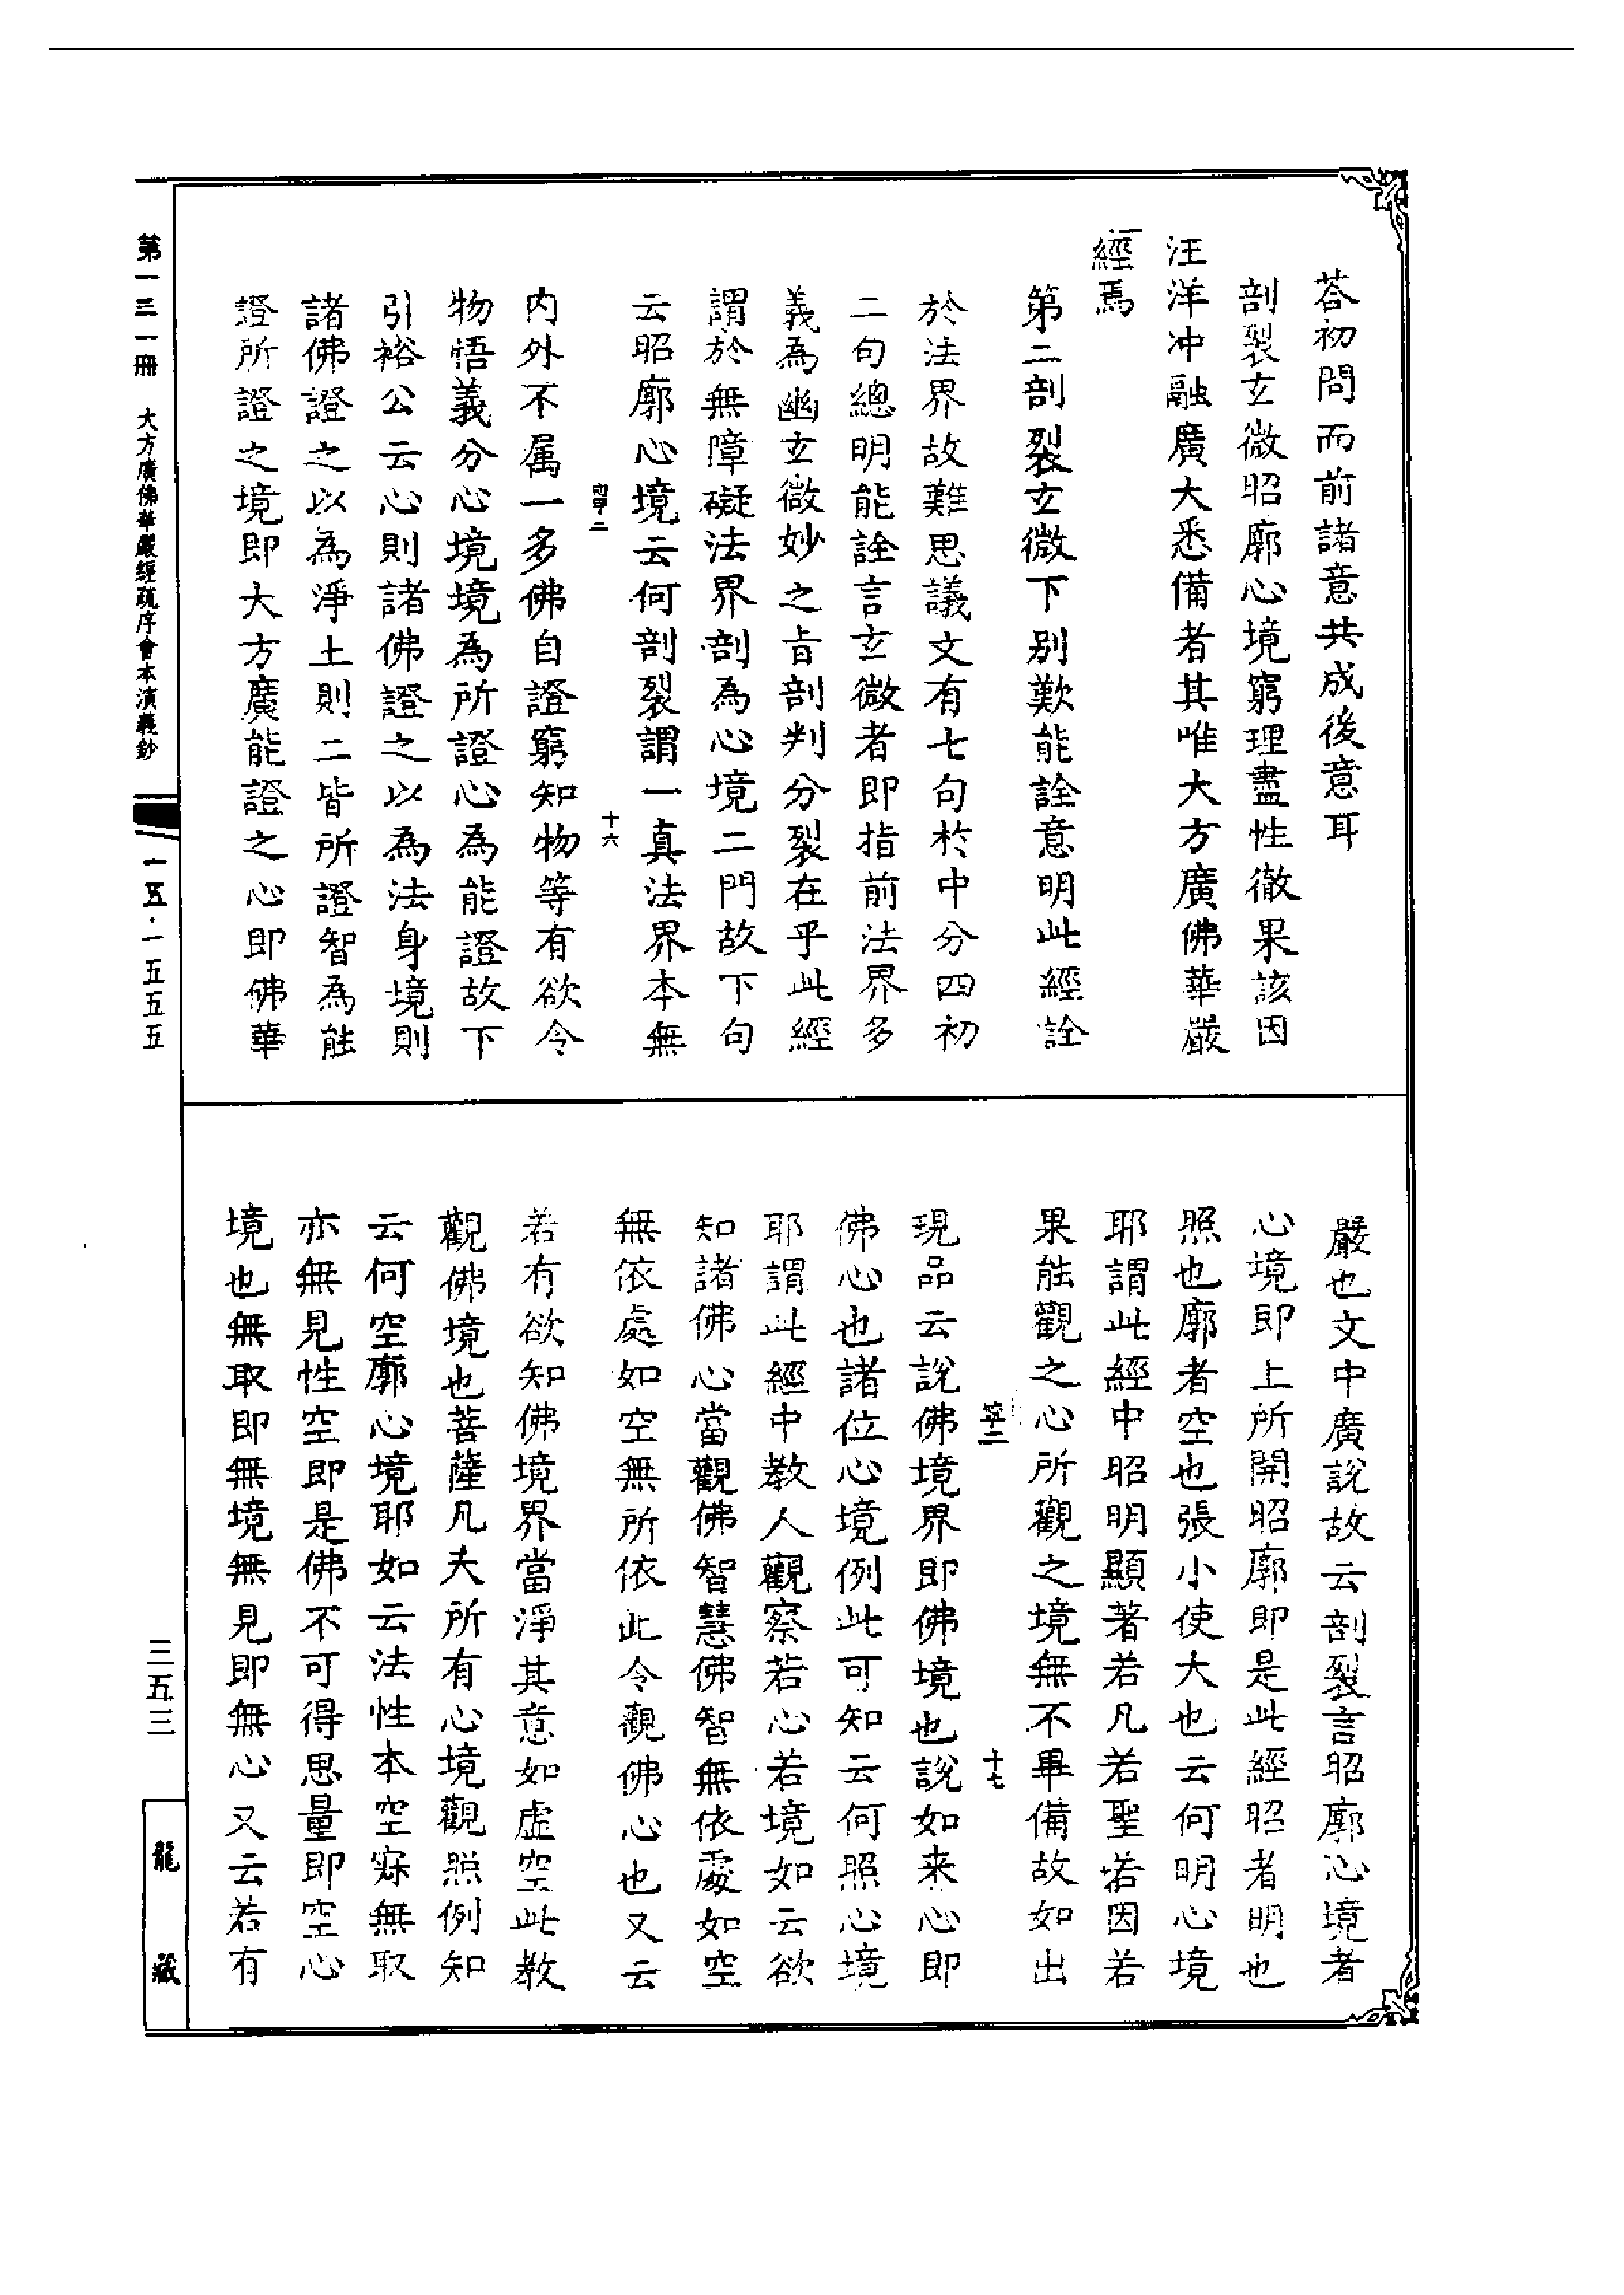 荅初問而前諸意共成後意耳
剖裂玄微昭廓心境窮理盡性徹果該因
汪洋冲融廣大悉備者其唯大方廣佛華嚴
經焉
第二剖裂玄微下别歎能詮意明此經詮
於法界故難思議文有七句於中分四初
二句總明能詮言玄微者即指前法界多
義為幽玄微妙之旨剖判分裂在乎此經
謂於無障礙法界剖為心境二門故下句
云昭廓心境云何剖裂謂一真法界本無
十六
内外不属一多佛自證窮知物等有欲令
物悟義分心境境為所證心為能證故下
引裕公云心則諸佛證之以為法身境則
諸佛證之以為淨土則二皆所證智為能
證所證之境即大方廣能證之心即佛華
嚴也文中廣說故云剖裂言昭廓心境者
心境即上所開昭廓即是此經昭者明也
照也廓者空也張小使大也云何明心境
耶謂此經中昭明顯著若凡若聖若因若
果能觀之心所觀之境無不畢備故如出
十七
現品云說佛境界即佛境也說如来心即
佛心也諸位心境例此可知云何照心境
耶謂此經中教人觀察若心若境如云欲
知諸佛心當觀佛智慧佛智無依處如空
無依處如空無所依此令觀佛心也又云
若有欲知佛境界當淨其意如虛空此教
觀佛境也菩薩凡夫所有心境觀照例知
云何空廓心境耶如云法性本空寂無取
亦無見性空即是佛不可得思量即空心
境也無取即無境無見即無心又云若有
第一三一冊 大方廣佛華嚴經疏序會本演義鈔
一五·一五五五
三五三
龍藏